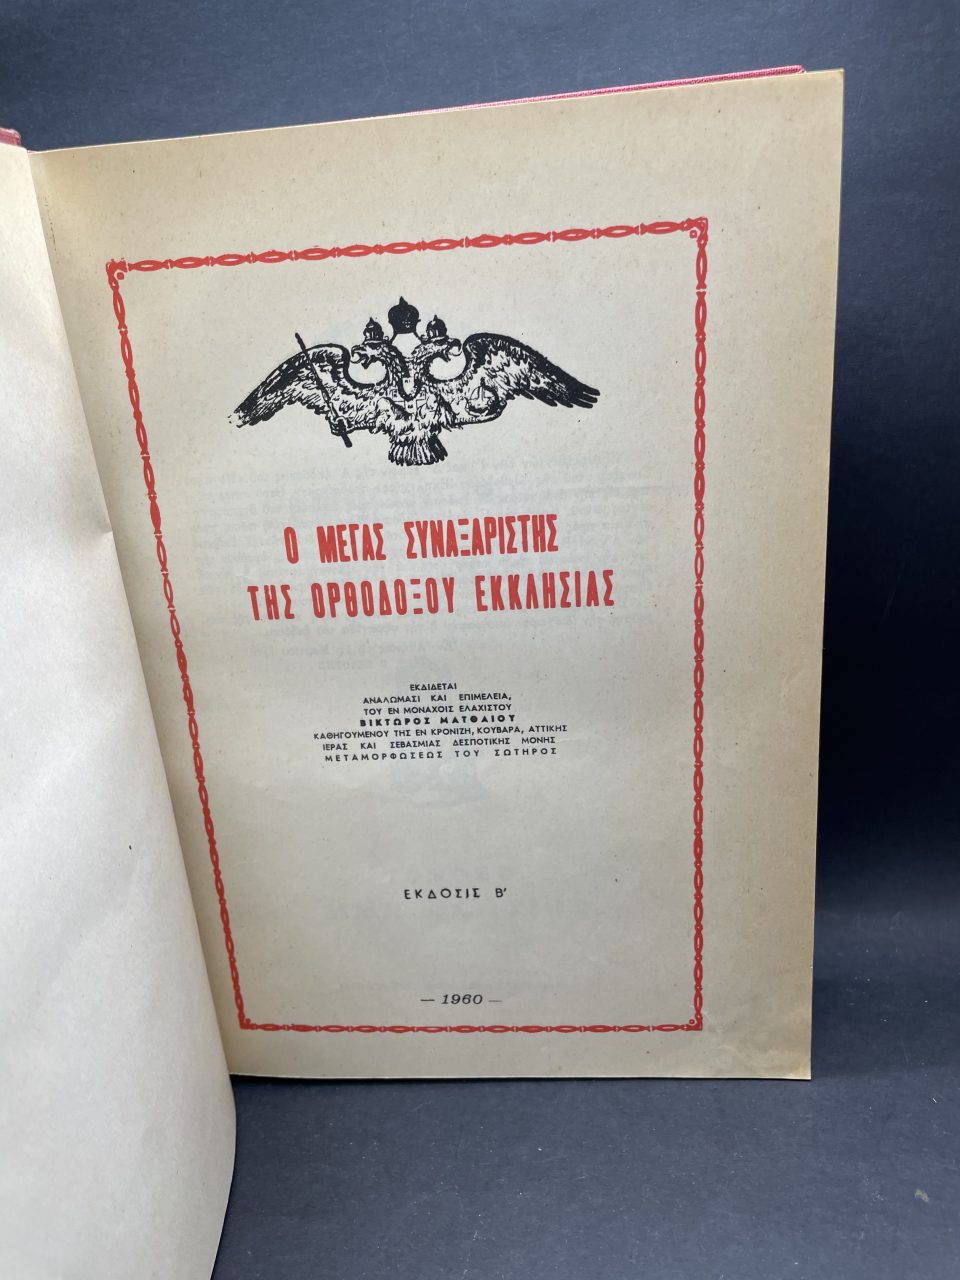 Ο ΜΕΓΑΣ ΣΥΝΑΞΑΡΙΣΤΗΣ
ΤΗΣ ΟΡΘΟΔΟΞΟΥ ΕΚΚΛΗΣΙΑΣ
ΕΚΔΙΔΕΤΑΙ
ΑΝΑΛΩΜΑΣΙ ΚΑΙ ΕΠΙΜΕΛΕΙΑ,
ΤΟΥ ΕΝ ΜΟΝΑΧΟΙΣ ΕΛΑΧΙΣΤΟΥ
ΒΙΚΤΩΡΟΣ ΜΑΤΘΑΙΟΥ
ΚΑΘΗΓΟΥΜΕΝΟΥ ΤΗΣ ΕΝ ΚΡΟΝΙΖΗ, ΚΟΥΒΑΡΑ, ΑΤΤΙΚΗΣ
ΙΕΡΑΣ ΚΑΙ ΣΕΒΑΣΜΙΑΣ ΔΕΣΠΟΤΙΚΗΣ ΜΟΝΗΣ
ΜΕΤΑΜΟΡΦΩΣΕΩΣ ΤΟΥ ΣΩΤΗΡΟΣ
ΕΚΔΟΣΙΣ Β'
— 1960 —